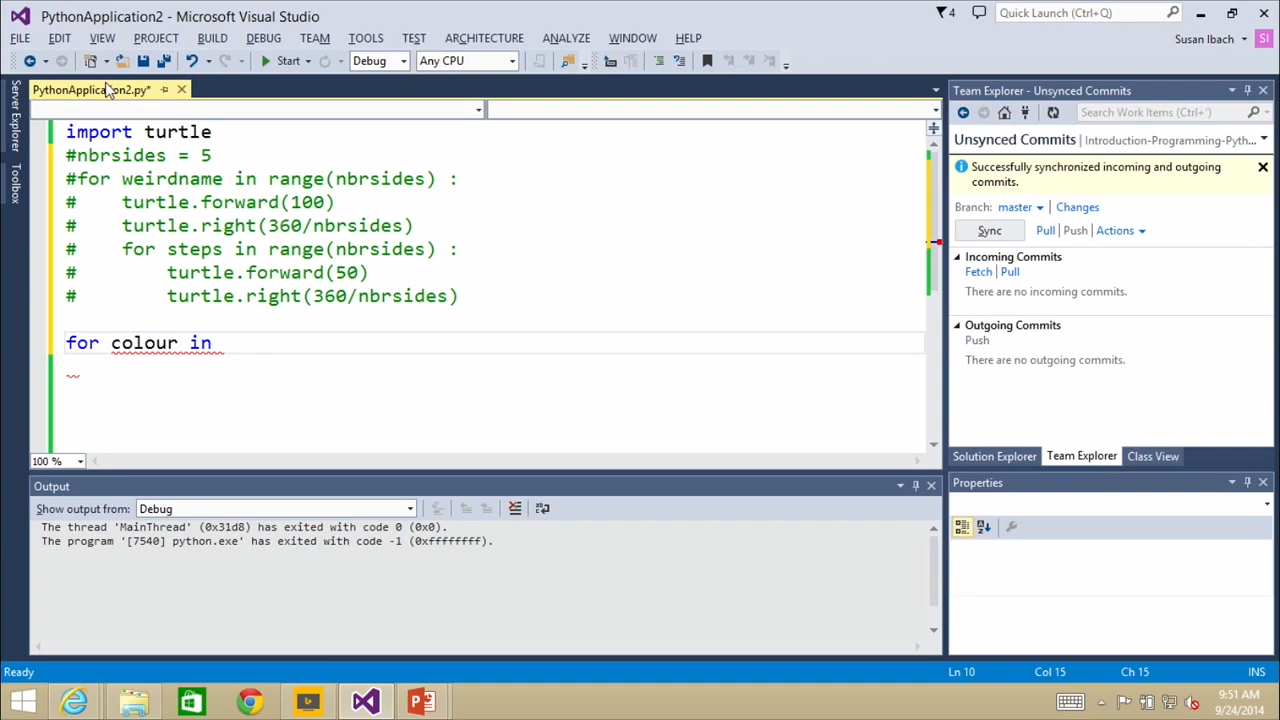 PythonApplication2 - Microsoft Visual Studio
4
Quick Launch (Ctrl+Q)
FILE EDIT VIEW PROJECT BUILD DEBUG TEAM TOOLS TEST ARCHITECTURE ANALYZE WINDOW HELP
Susan Ibach
SI
Start Debug Any CPU
PythonApplication2.py*
Server Explorer
Toolbox
import turtle
#nbrsides = 5
#for weirdname in range(nbrsides) :
#    turtle.forward(100)
#    turtle.right(360/nbrsides)
#    for steps in range(nbrsides) :
#        turtle.forward(50)
#        turtle.right(360/nbrsides)
for colour in
100 %
Output
Show output from: Debug
The thread 'MainThread' (0x31d8) has exited with code 0 (0x0).
The program '[7540] python.exe' has exited with code -1 (0xffffffff).
Team Explorer - Unsynced Commits
Search Work Items (Ctrl+')
Unsynced Commits | Introduction-Programming-Pyth...
Successfully synchronized incoming and outgoing
commits.
Branch: master Changes
Sync Pull Push Actions
Incoming Commits
Fetch | Pull
There are no incoming commits.
Outgoing Commits
Push
There are no outgoing commits.
Solution Explorer Team Explorer Class View
Properties
Ready Ln 10 Col 15 Ch 15 INS
9:51 AM
9/24/2014